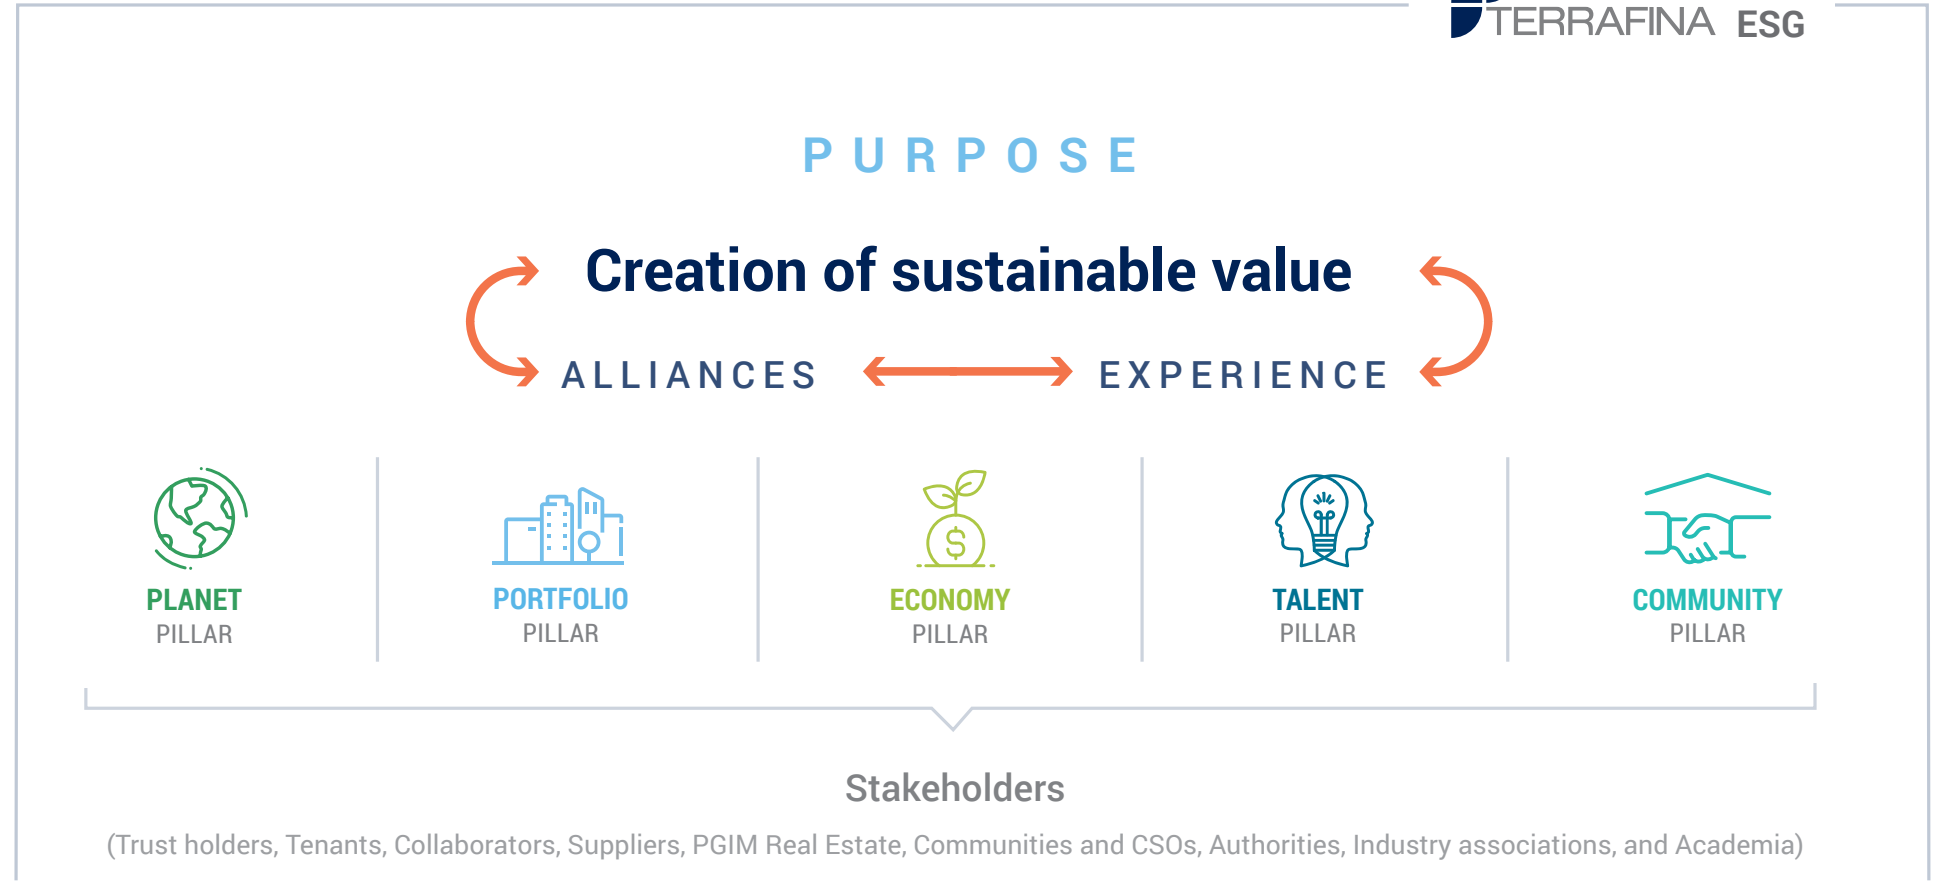 TERRAFINA ESG
PURPOSE
Creation of sustainable value
ALLIANCES EXPERIENCE
PLANET PILLAR
PORTFOLIO PILLAR
ECONOMY PILLAR
$
TALENT PILLAR
COMMUNITY PILLAR
Stakeholders
(Trust holders, Tenants, Collaborators, Suppliers, PGIM Real Estate, Communities and CSOs, Authorities, Industry associations, and Academia)